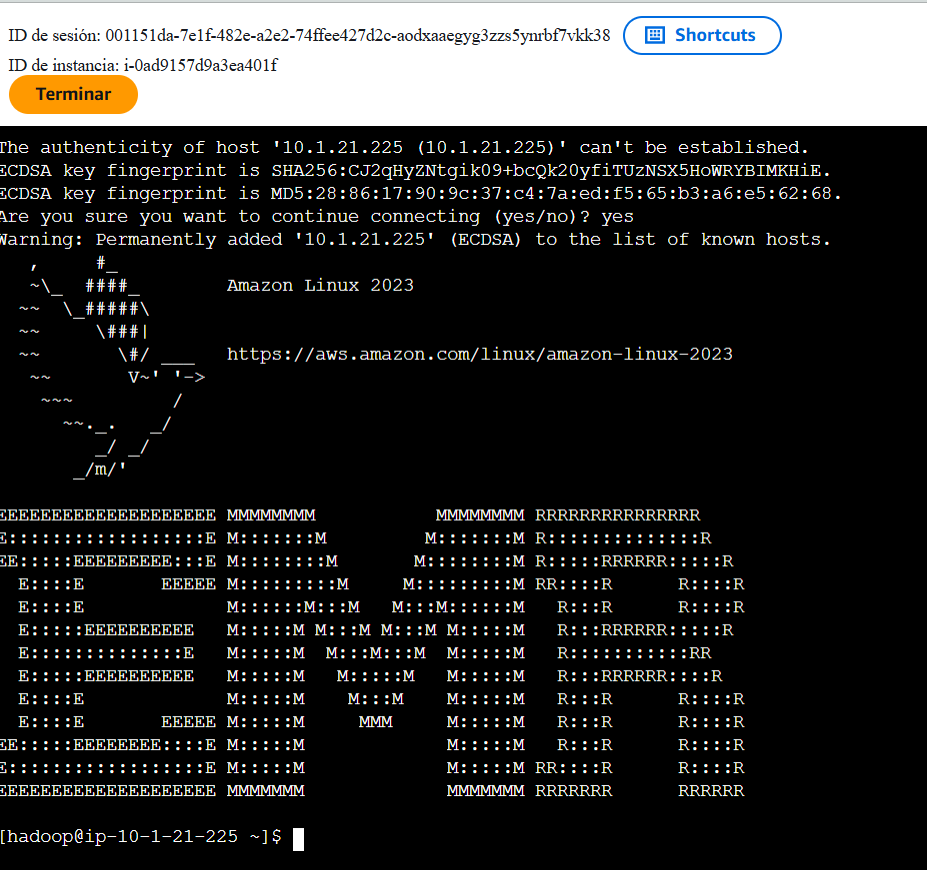 ID de sesión: 001151da-7e1f-482e-a2e2-74ffee427d2c-aodxaaegyg3zzs5ynrbf7vkk38
Shortcuts
ID de instancia: i-0ad9157d9a3ea401f
Terminar
The authenticity of host '10.1.21.225 (10.1.21.225)' can't be established.
ECDSA key fingerprint is SHA256:CJ2qHyZNtgik09+bcQk20yfiTUzNSX5HoWRYBIMKHiE.
ECDSA key fingerprint is MD5:28:86:17:90:9c:37:c4:7a:ed:f5:65:b3:a6:e5:62:68.
Are you sure you want to continue connecting (yes/no)? yes
Warning: Permanently added '10.1.21.225' (ECDSA) to the list of known hosts.
   ,     #_
   ~\_  ####_        Amazon Linux 2023
  ~~  \_#####\
  ~~     \###|
  ~~       \#/ ___   https://aws.amazon.com/linux/amazon-linux-2023
   ~~       V~' '->
    ~~~         /
      ~~._.   _/
         _/ _/
       _/m/'
EEEEEEEEEEEEEEEEEEEE MMMMMMMM           MMMMMMMM RRRRRRRRRRRRRRR
E::::::::::::::::::E M:::::::M         M:::::::M R::::::::::::::R
EE:::::EEEEEEEEE:::E M::::::::M       M::::::::M R:::::RRRRRR:::::R
  E::::E       EEEEE M:::::::::M     M:::::::::M RR::::R      R::::R
  E::::E             M::::::M:::M   M:::M::::::M   R:::R      R::::R
  E:::::EEEEEEEEEE   M:::::M M:::M M:::M M:::::M   R:::RRRRRR:::::R
  E::::::::::::::E   M:::::M  M:::M:::M  M:::::M   R:::::::::::RR
  E:::::EEEEEEEEEE   M:::::M   M:::::M   M:::::M   R:::RRRRRR::::R
  E::::E             M:::::M    M:::M    M:::::M   R:::R      R::::R
  E::::E       EEEEE M:::::M     MMM     M:::::M   R:::R      R::::R
EE:::::EEEEEEEE::::E M:::::M             M:::::M   R:::R      R::::R
E::::::::::::::::::E M:::::M             M:::::M RR::::R      R::::R
EEEEEEEEEEEEEEEEEEEE MMMMMMM             MMMMMMM RRRRRRR      RRRRRR
[hadoop@ip-10-1-21-225 ~]$